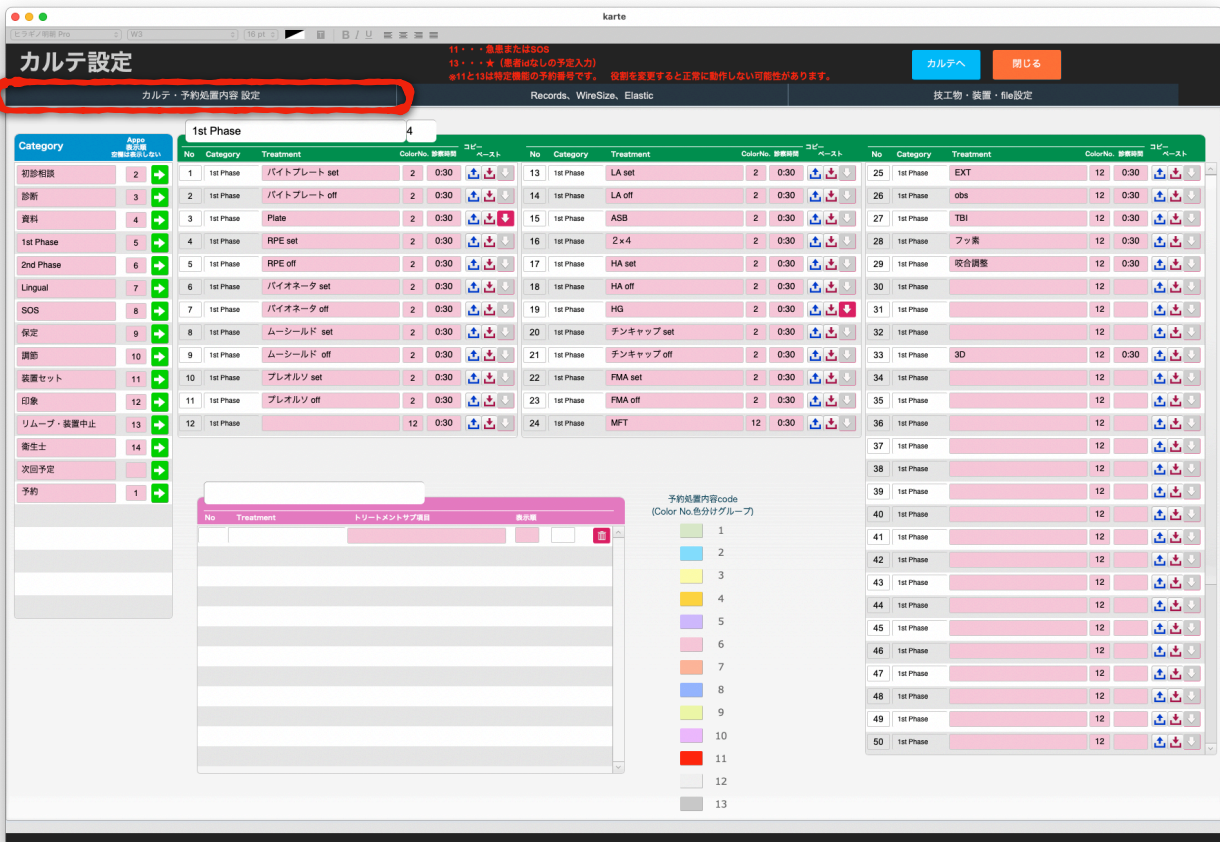 karte
ヒラギノ明朝 Pro W3 16 pt B I U
カルテ設定
11・・・急患またはSOS
13・・・★（患者idなしの予定入力）
※11と13は特定機能の予約番号です。　役割を変更すると正常に動作しない可能性があります。
カルテへ 閉じる
カルテ・予約処置内容 設定 Records、WireSize、Elastic 技工物・装置・file設定
Category Appo 表示順 空欄は表示しない
初診相談 2
診断 3
資料 4
1st Phase 5
2nd Phase 6
Lingual 7
SOS 8
保定 9
調節 10
装置セット 11
印象 12
リムーブ・装置中止 13
衛生士 14
次回予定
予約 1
1st Phase 4
No Category Treatment ColorNo. 診察時間 コピー ペースト
1 1st Phase バイトプレート set 2 0:30
2 1st Phase バイトプレート off 2 0:30
3 1st Phase Plate 2 0:30
4 1st Phase RPE set 2 0:30
5 1st Phase RPE off 2 0:30
6 1st Phase バイオネータ set 2 0:30
7 1st Phase バイオネータ off 2 0:30
8 1st Phase ムーシールド set 2 0:30
9 1st Phase ムーシールド off 2 0:30
10 1st Phase プレオルソ set 2 0:30
11 1st Phase プレオルソ off 2 0:30
12 1st Phase 12 0:30
No Category Treatment ColorNo. 診察時間 コピー ペースト
13 1st Phase LA set 2 0:30
14 1st Phase LA off 2 0:30
15 1st Phase ASB 2 0:30
16 1st Phase ２×４ 2 0:30
17 1st Phase HA set 2 0:30
18 1st Phase HA off 2 0:30
19 1st Phase HG 2 0:30
20 1st Phase チンキャップ set 2 0:30
21 1st Phase チンキャップ off 2 0:30
22 1st Phase FMA set 2 0:30
23 1st Phase FMA off 2 0:30
24 1st Phase MFT 12 0:30
No Category Treatment ColorNo. 診察時間 コピー ペースト
25 1st Phase EXT 12 0:30
26 1st Phase obs 12 0:30
27 1st Phase TBI 12 0:30
28 1st Phase フッ素 12 0:30
29 1st Phase 咬合調整 12 0:30
30 1st Phase 12
31 1st Phase 12
32 1st Phase 12
33 1st Phase 3D 12 0:30
34 1st Phase 12
35 1st Phase 12
36 1st Phase 12
37 1st Phase 12
38 1st Phase 12
39 1st Phase 12
40 1st Phase 12
41 1st Phase 12
42 1st Phase 12
43 1st Phase 12
44 1st Phase 12
45 1st Phase 12
46 1st Phase 12
47 1st Phase 12
48 1st Phase 12
49 1st Phase 12
50 1st Phase 12
No Treatment トリートメントサブ項目 表示順
予約処置内容code
(Color No.色分けグループ)
1
2
3
4
5
6
7
8
9
10
11
12
13